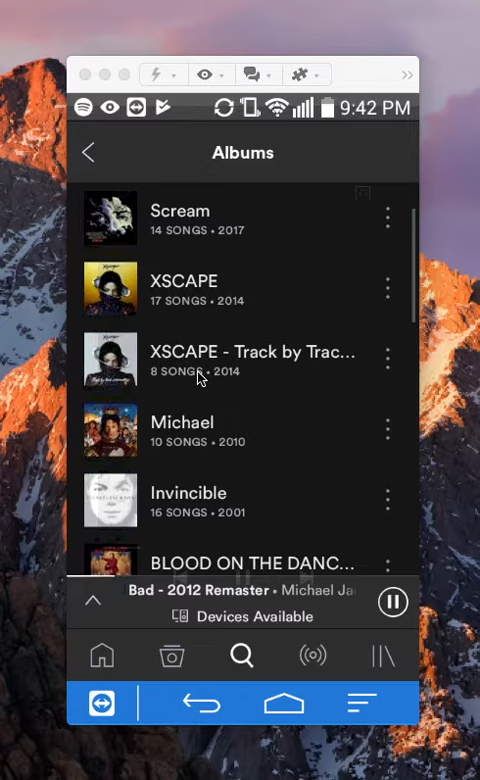 9:42 PM
Albums
Scream
14 SONGS • 2017
XSCAPE
17 SONGS • 2014
XSCAPE - Track by Trac...
8 SONGS • 2014
Michael
10 SONGS • 2010
Invincible
16 SONGS • 2001
BLOOD ON THE DANC...
Bad - 2012 Remaster • Michael Ja
Devices Available